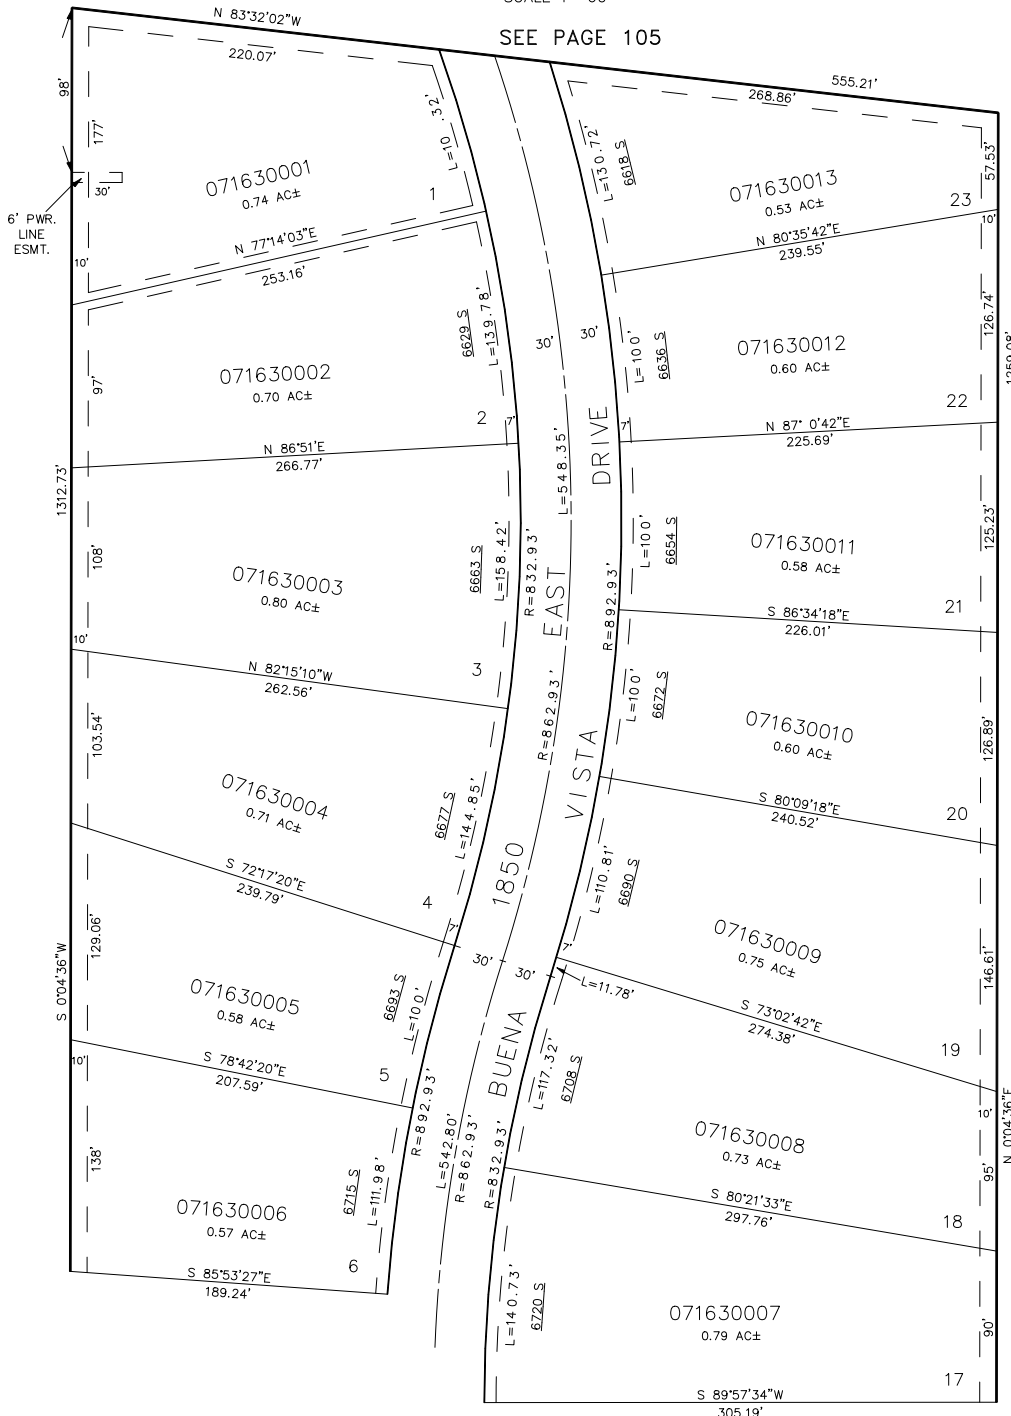 N 83°32'02"W
SEE PAGE 105
220.07'
555.21'
268.86'
98'
177'
30'
6' PWR.
LINE
ESMT.
10'
071630001
0.74 AC±
1
N 77°14'03"E
253.16'
L=130.72'
6618 S
071630013
0.53 AC±
23
57.53'
10'
N 80°35'42"E
239.55'
97'
071630002
0.70 AC±
2
6629 S
L=139.78'
7'
N 86°51'E
266.77'
30'
30'
L=100'
6636 S
071630012
0.60 AC±
22
126.74'
7'
N 87° 0'42"E
225.69'
1312.73'
108'
071630003
0.80 AC±
3
6663 S
L=158.42'
10'
N 82°15'10"W
262.56'
R=832.93'
L=548.35'
R=892.93'
R=862.93'
1850 EAST
BUENA VISTA DRIVE
L=100'
6654 S
071630011
0.58 AC±
21
125.23'
S 86°34'18"E
226.01'
103.54'
071630004
0.71 AC±
4
6677 S
L=144.85'
7'
S 72°17'20"E
239.79'
L=100'
6672 S
071630010
0.60 AC±
20
126.89'
S 80°09'18"E
240.52'
S 0°04'36"W
129.06'
071630005
0.58 AC±
5
6693 S
L=100'
10'
S 78°42'20"E
207.59'
30'
30'
L=110.81'
6690 S
7'
L=11.78'
071630009
0.75 AC±
19
146.61'
S 73°02'42"E
274.38'
10'
N 0°04'36"E
138'
071630006
0.57 AC±
6
6715 S
L=111.98'
S 85°53'27"E
189.24'
R=892.93'
L=542.80'
R=862.93'
R=832.93'
L=117.32'
6708 S
071630008
0.73 AC±
18
95'
S 80°21'33"E
297.76'
L=140.73'
6720 S
071630007
0.79 AC±
17
90'
S 89°57'34"W
305.19'